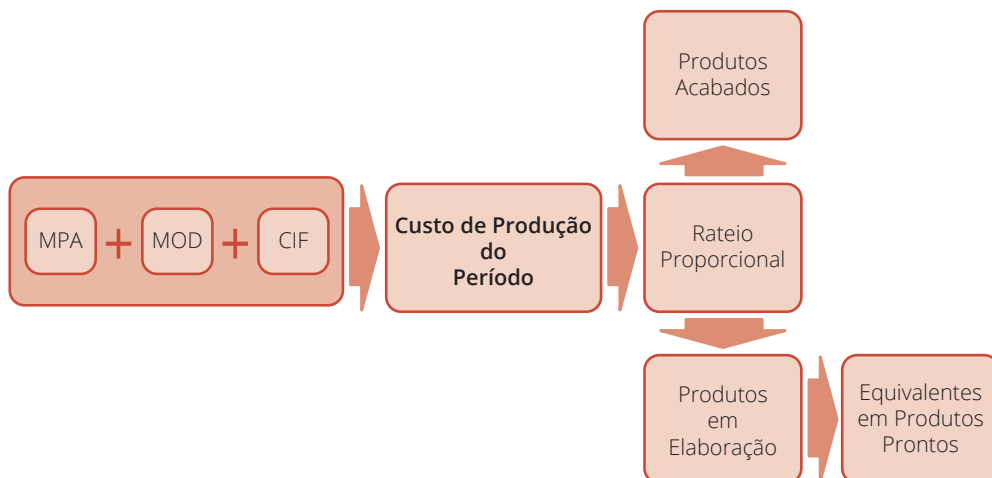 Produtos
Acabados
MPA + MOD + CIF
Custo de Produção
do
Período
Rateio
Proporcional
Produtos
em
Elaboração
Equivalentes
em Produtos
Prontos